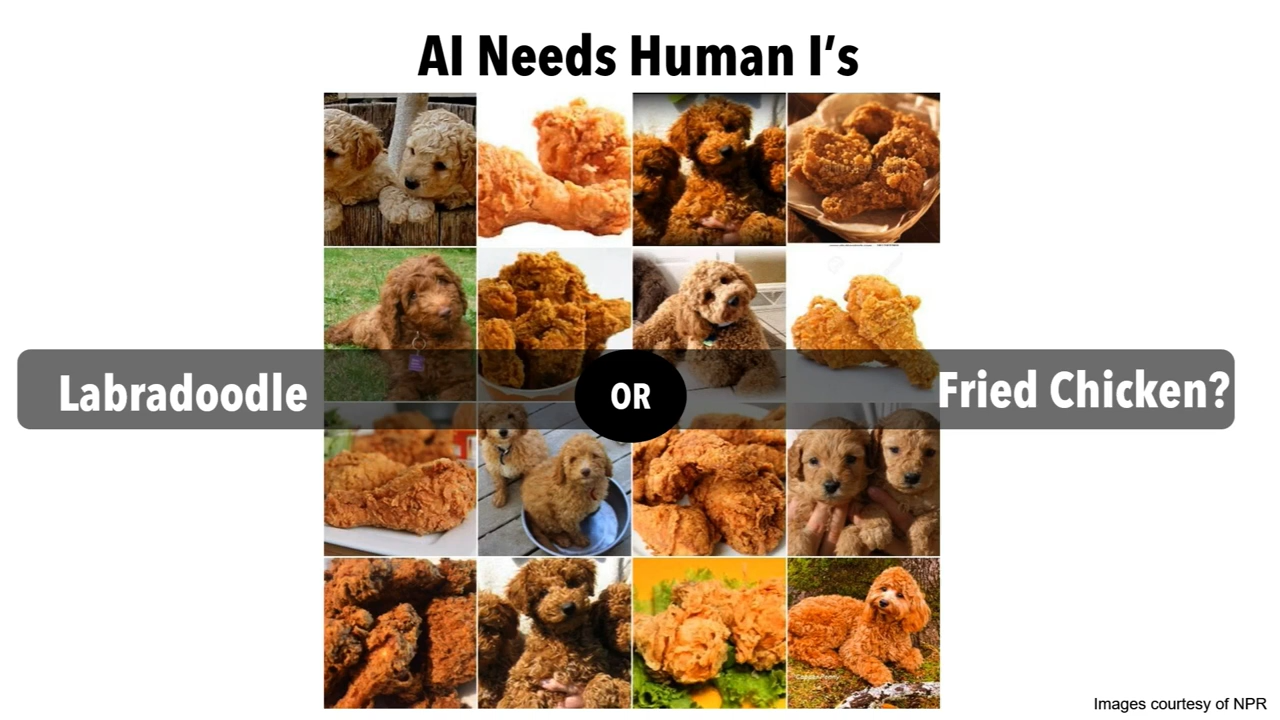 AI Needs Human I's
Labradoodle
OR
Fried Chicken?
Images courtesy of NPR